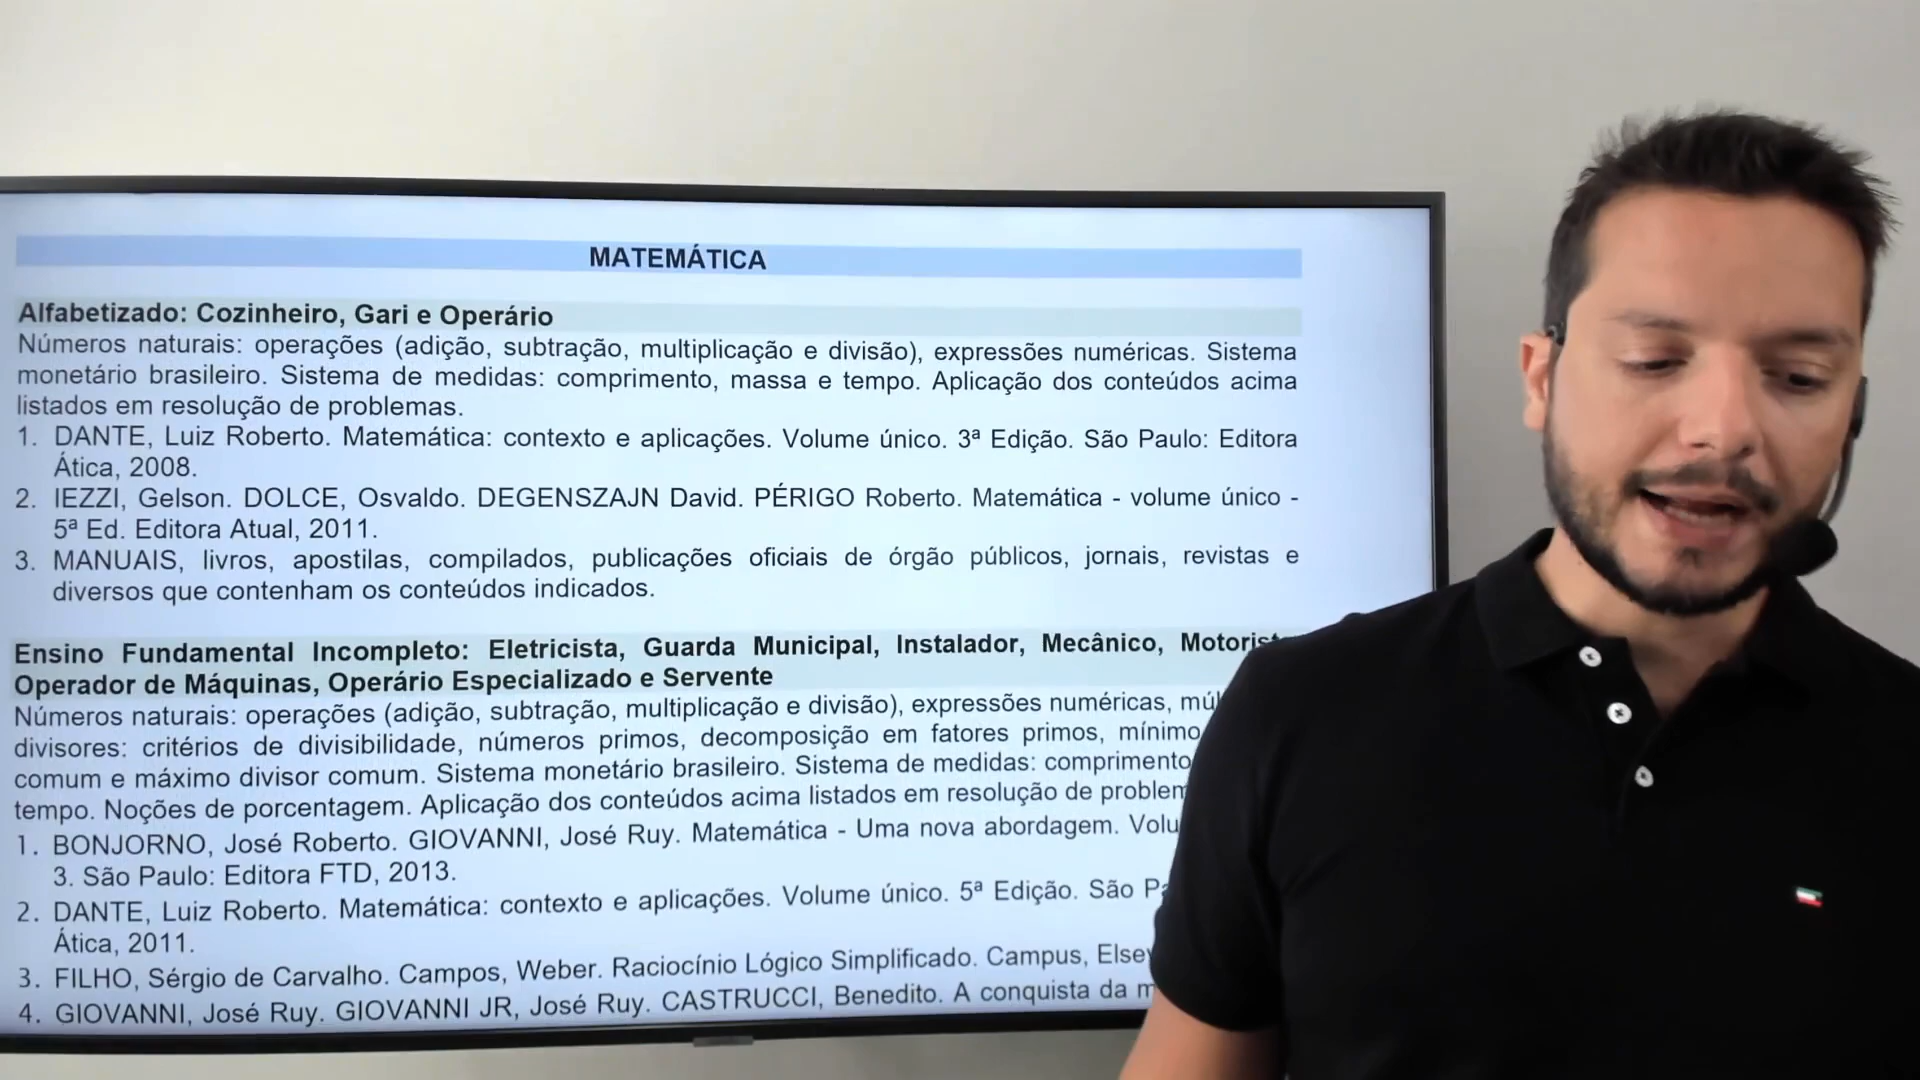 MATEMÁTICA
Alfabetizado: Cozinheiro, Gari e Operário
Números naturais: operações (adição, subtração, multiplicação e divisão), expressões numéricas. Sistema
monetário brasileiro. Sistema de medidas: comprimento, massa e tempo. Aplicação dos conteúdos acima
listados em resolução de problemas.
1. DANTE, Luiz Roberto. Matemática: contexto e aplicações. Volume único. 3ª Edição. São Paulo: Editora
Ática, 2008.
2. IEZZI, Gelson. DOLCE, Osvaldo. DEGENSZAJN David. PÉRIGO Roberto. Matemática - volume único -
5ª Ed. Editora Atual, 2011.
3. MANUAIS, livros, apostilas, compilados, publicações oficiais de órgão públicos, jornais, revistas e
diversos que contenham os conteúdos indicados.
Ensino Fundamental Incompleto: Eletricista, Guarda Municipal, Instalador, Mecânico,
Operador de Máquinas, Operário Especializado e Servente
Números naturais: operações (adição, subtração, multiplicação e divisão), expressões numéricas,
divisores: critérios de divisibilidade, números primos, decomposição em fatores primos, mínimo
comum e máximo divisor comum. Sistema monetário brasileiro. Sistema de medidas: comprimento
tempo. Noções de porcentagem. Aplicação dos conteúdos acima listados em resolução de
1. BONJORNO, José Roberto. GIOVANNI, José Ruy. Matemática - Uma nova abordagem.
3. São Paulo: Editora FTD, 2013.
2. DANTE, Luiz Roberto. Matemática: contexto e aplicações. Volume único. 5ª Edição. São
Ática, 2011.
3. FILHO, Sérgio de Carvalho. Campos, Weber. Raciocínio Lógico Simplificado. Campus,
4. GIOVANNI, José Ruy. GIOVANNI JR, José Ruy. CASTRUCCI, Benedito. A conquista da